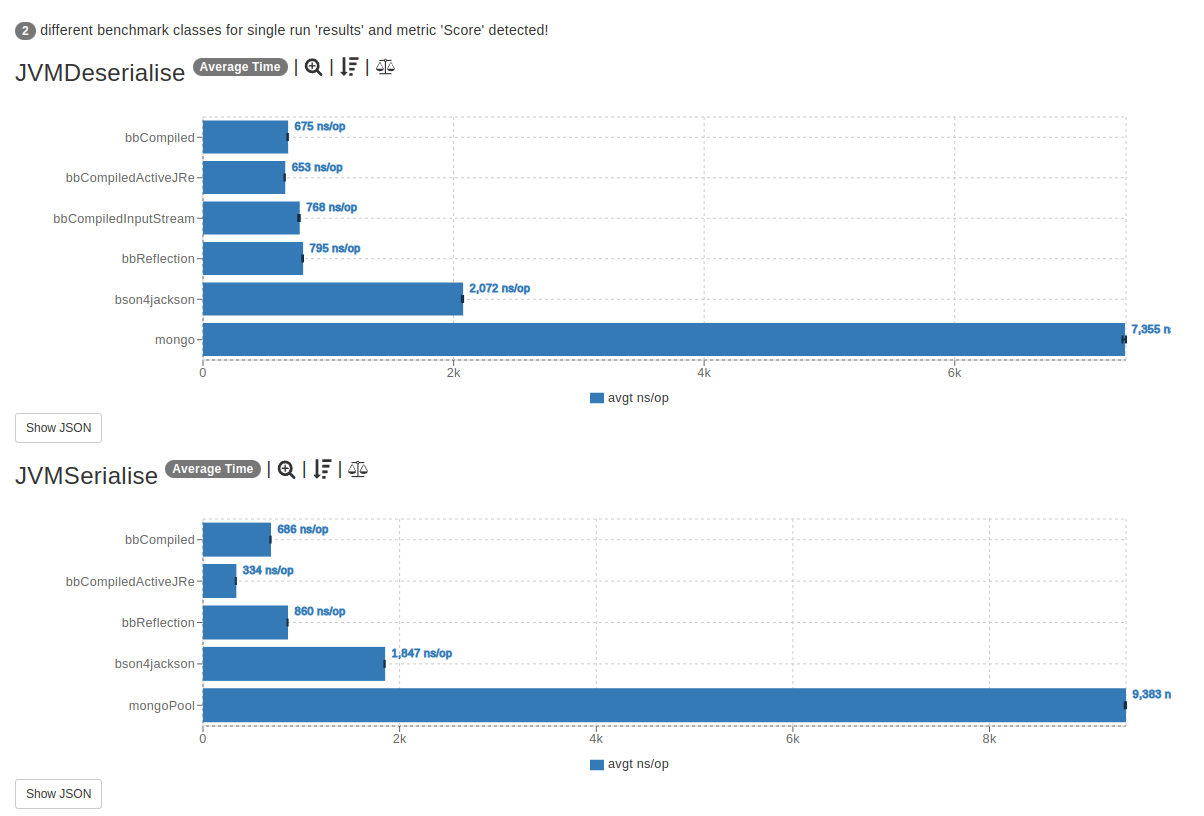 2 different benchmark classes for single run 'results' and metric 'Score' detected!
JVMDeserialise Average Time | | |
bbCompiled 675 ns/op
bbCompiledActiveJRe 653 ns/op
bbCompiledInputStream 768 ns/op
bbReflection 795 ns/op
bson4jackson 2,072 ns/op
mongo 7,355 n
0 2k 4k 6k
avgt ns/op
Show JSON
JVMSerialise Average Time | | |
bbCompiled 686 ns/op
bbCompiledActiveJRe 334 ns/op
bbReflection 860 ns/op
bson4jackson 1,847 ns/op
mongoPool 9,383 n
0 2k 4k 6k 8k
avgt ns/op
Show JSON